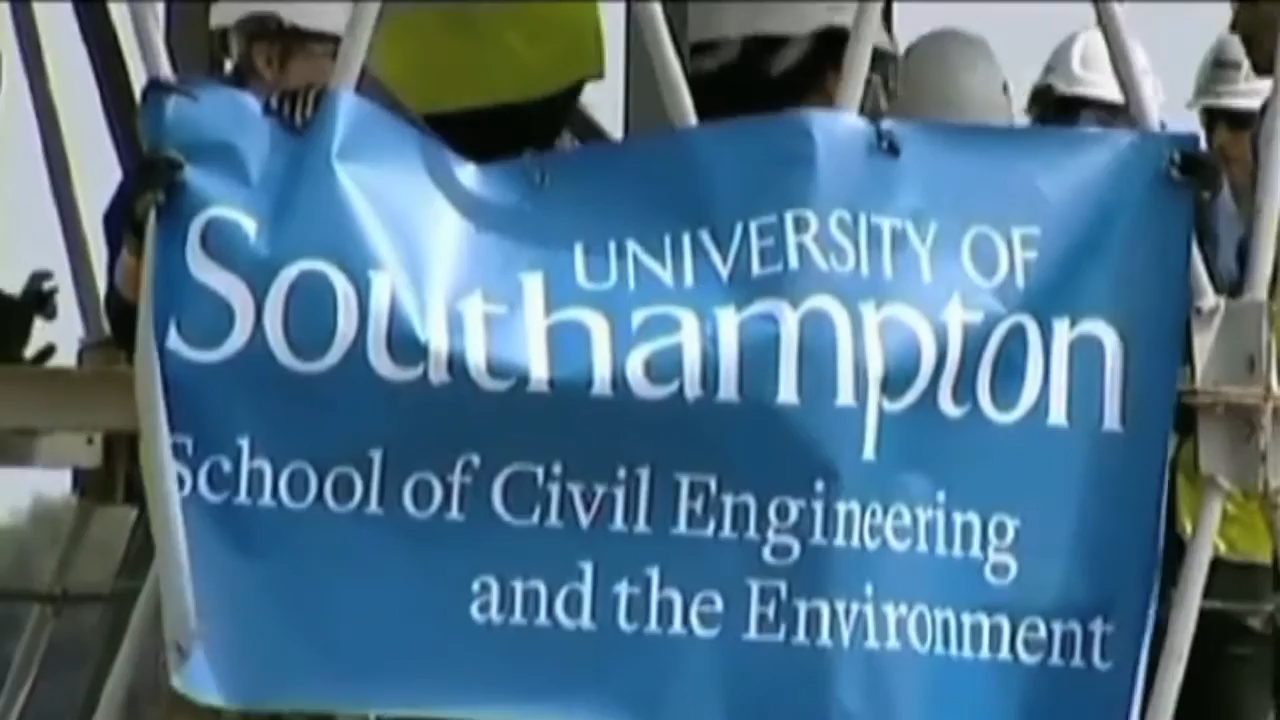 UNIVERSITY OF
Southampton
School of Civil Engineering
and the Environment